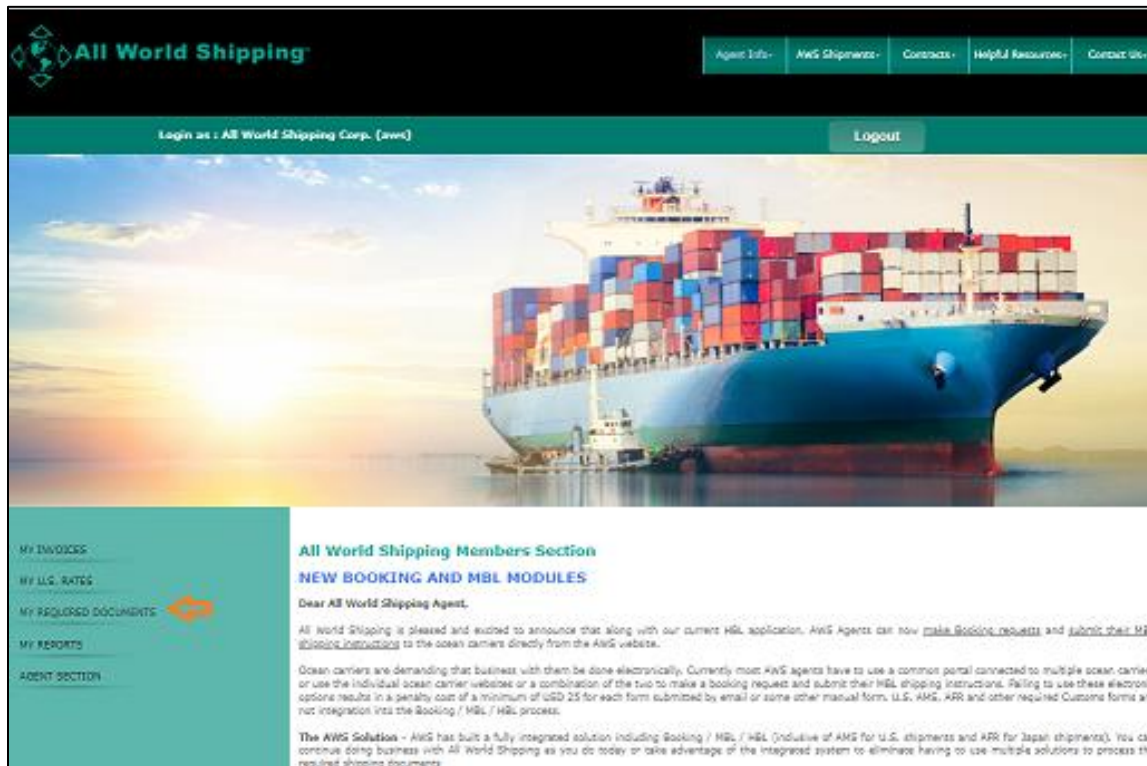 All World Shipping
Agent Info
AWS Shipments
Contracts
Helpful Resources
Contact Us
Login as : All World Shipping Corp. (aws)
Logout
MY INVOICES
MY U.S. RATES
MY REQUIRED DOCUMENTS
MY REPORTS
AGENT SECTION
All World Shipping Members Section
NEW BOOKING AND MBL MODULES
Dear All World Shipping Agent,
All World Shipping is pleased and excited to announce that along with our current HBL application, AWS Agents can now make Booking requests and submit their MB
shipping instructions to the ocean carriers directly from the AWS website.
Ocean carriers are demanding that business with them be done electronically. Currently most AWS agents have to use a common portal connected to multiple ocean carrier
or use the individual ocean carrier websites or a combination of the two to make a booking request and submit their MBL shipping instructions. Failing to use these electron
options results in a penalty cost of a minimum of USD 25 for each form submitted by email or some other manual form. U.S. AMS, AFR and other required Customs forms a
not integration into the Booking / MBL / HBL process.
The AWS Solution - AWS has built a fully integrated solution including Booking / MBL / HBL (inclusive of AMS for U.S. shipments and AFR for Japan shipments). You ca
continue doing business with All World Shipping as you do today or take advantage of the integrated system to eliminate having to use multiple solutions to process th
required shipping documents